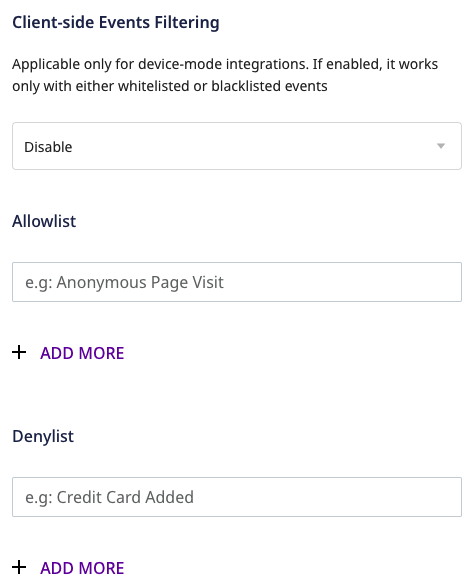 Client-side Events Filtering
Applicable only for device-mode integrations. If enabled, it works
only with either whitelisted or blacklisted events
Disable
Allowlist
e.g: Anonymous Page Visit
+ ADD MORE
Denylist
e.g: Credit Card Added
+ ADD MORE